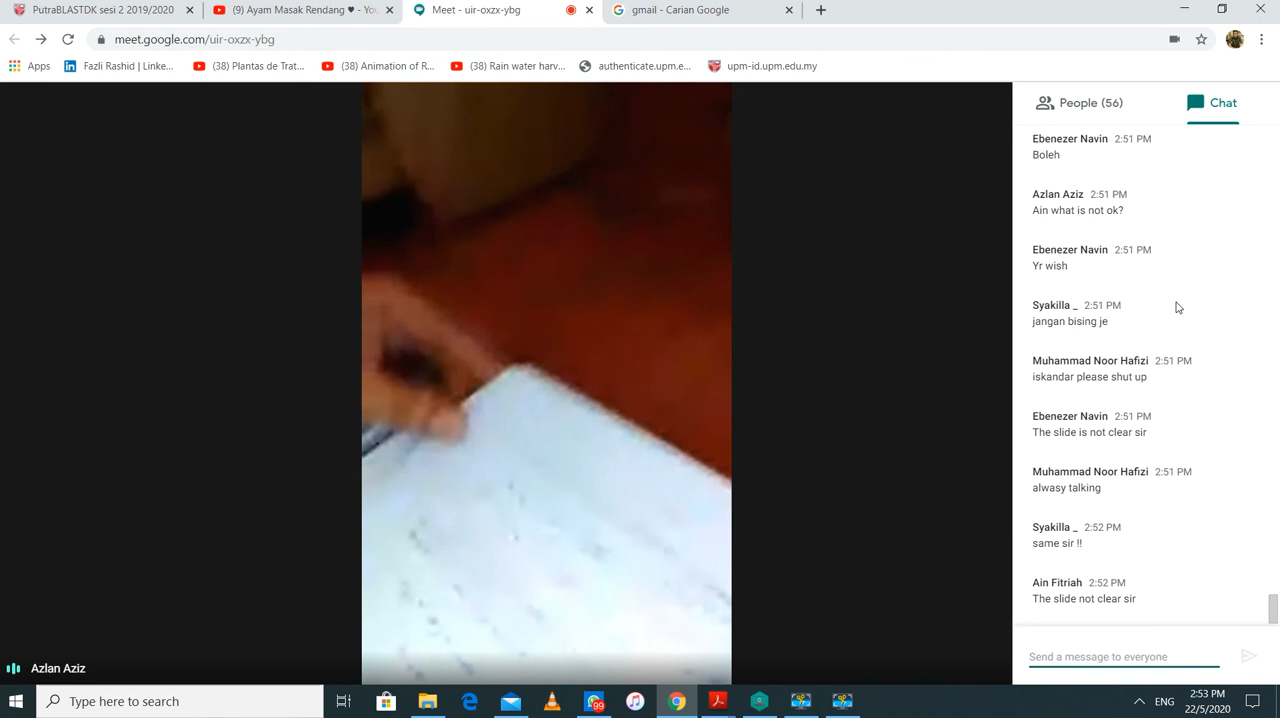 PutraBLASTDK sesi 2 2019/2020
(9) Ayam Masak Rendang ♥ - You
Meet - uir-oxzx-ybg
gmail - Carian Google
meet.google.com/uir-oxzx-ybg
Apps
Fazli Rashid | Linke...
(38) Plantas de Trat...
(38) Animation of R...
(38) Rain water harv...
authenticate.upm.e...
upm-id.upm.edu.my
People (56)
Chat
Ebenezer Navin 2:51 PM
Boleh
Azlan Aziz 2:51 PM
Ain what is not ok?
Ebenezer Navin 2:51 PM
Yr wish
Syakilla _ 2:51 PM
jangan bising je
Muhammad Noor Hafizi 2:51 PM
iskandar please shut up
Ebenezer Navin 2:51 PM
The slide is not clear sir
Muhammad Noor Hafizi 2:51 PM
alwasy talking
Syakilla _ 2:52 PM
same sir !!
Ain Fitriah 2:52 PM
The slide not clear sir
Send a message to everyone
Azlan Aziz
Type here to search
99
ENG
2:53 PM
22/5/2020